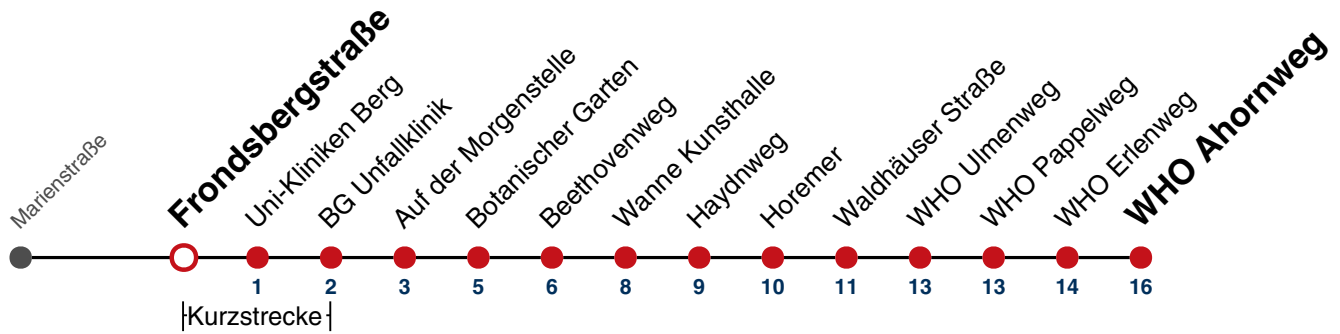 Marienstraße
Frondsbergstraße
Uni-Kliniken Berg
BG Unfallklinik
Auf der Morgenstelle
Botanischer Garten
Beethovenweg
Wanne Kunsthalle
Haydnweg
Horemer
Waldhäuser Straße
WHO Ulmenweg
WHO Pappelweg
WHO Erlenweg
WHO Ahornweg
1 2 3 5 6 8 9 10 11 13 13 14 16
Kurzstrecke